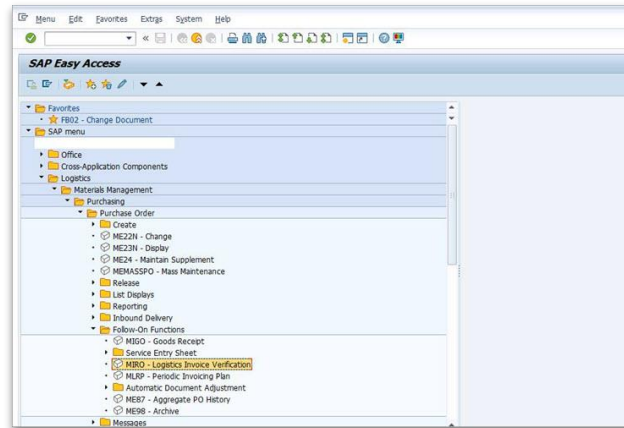 Menu Edit Favorites Extras System Help
SAP Easy Access
Favorites
FB02 - Change Document
SAP menu
Office
Cross-Application Components
Logistics
Materials Management
Purchasing
Purchase Order
Create
ME22N - Change
ME23N - Display
ME24 - Maintain Supplement
MEMASSPO - Mass Maintenance
Release
List Displays
Reporting
Inbound Delivery
Follow-On Functions
MIGO - Goods Receipt
Service Entry Sheet
MIRO - Logistics Invoice Verification
MLRP - Periodic Invoicing Plan
Automatic Document Adjustment
ME87 - Aggregate PO History
ME98 - Archive
Messages